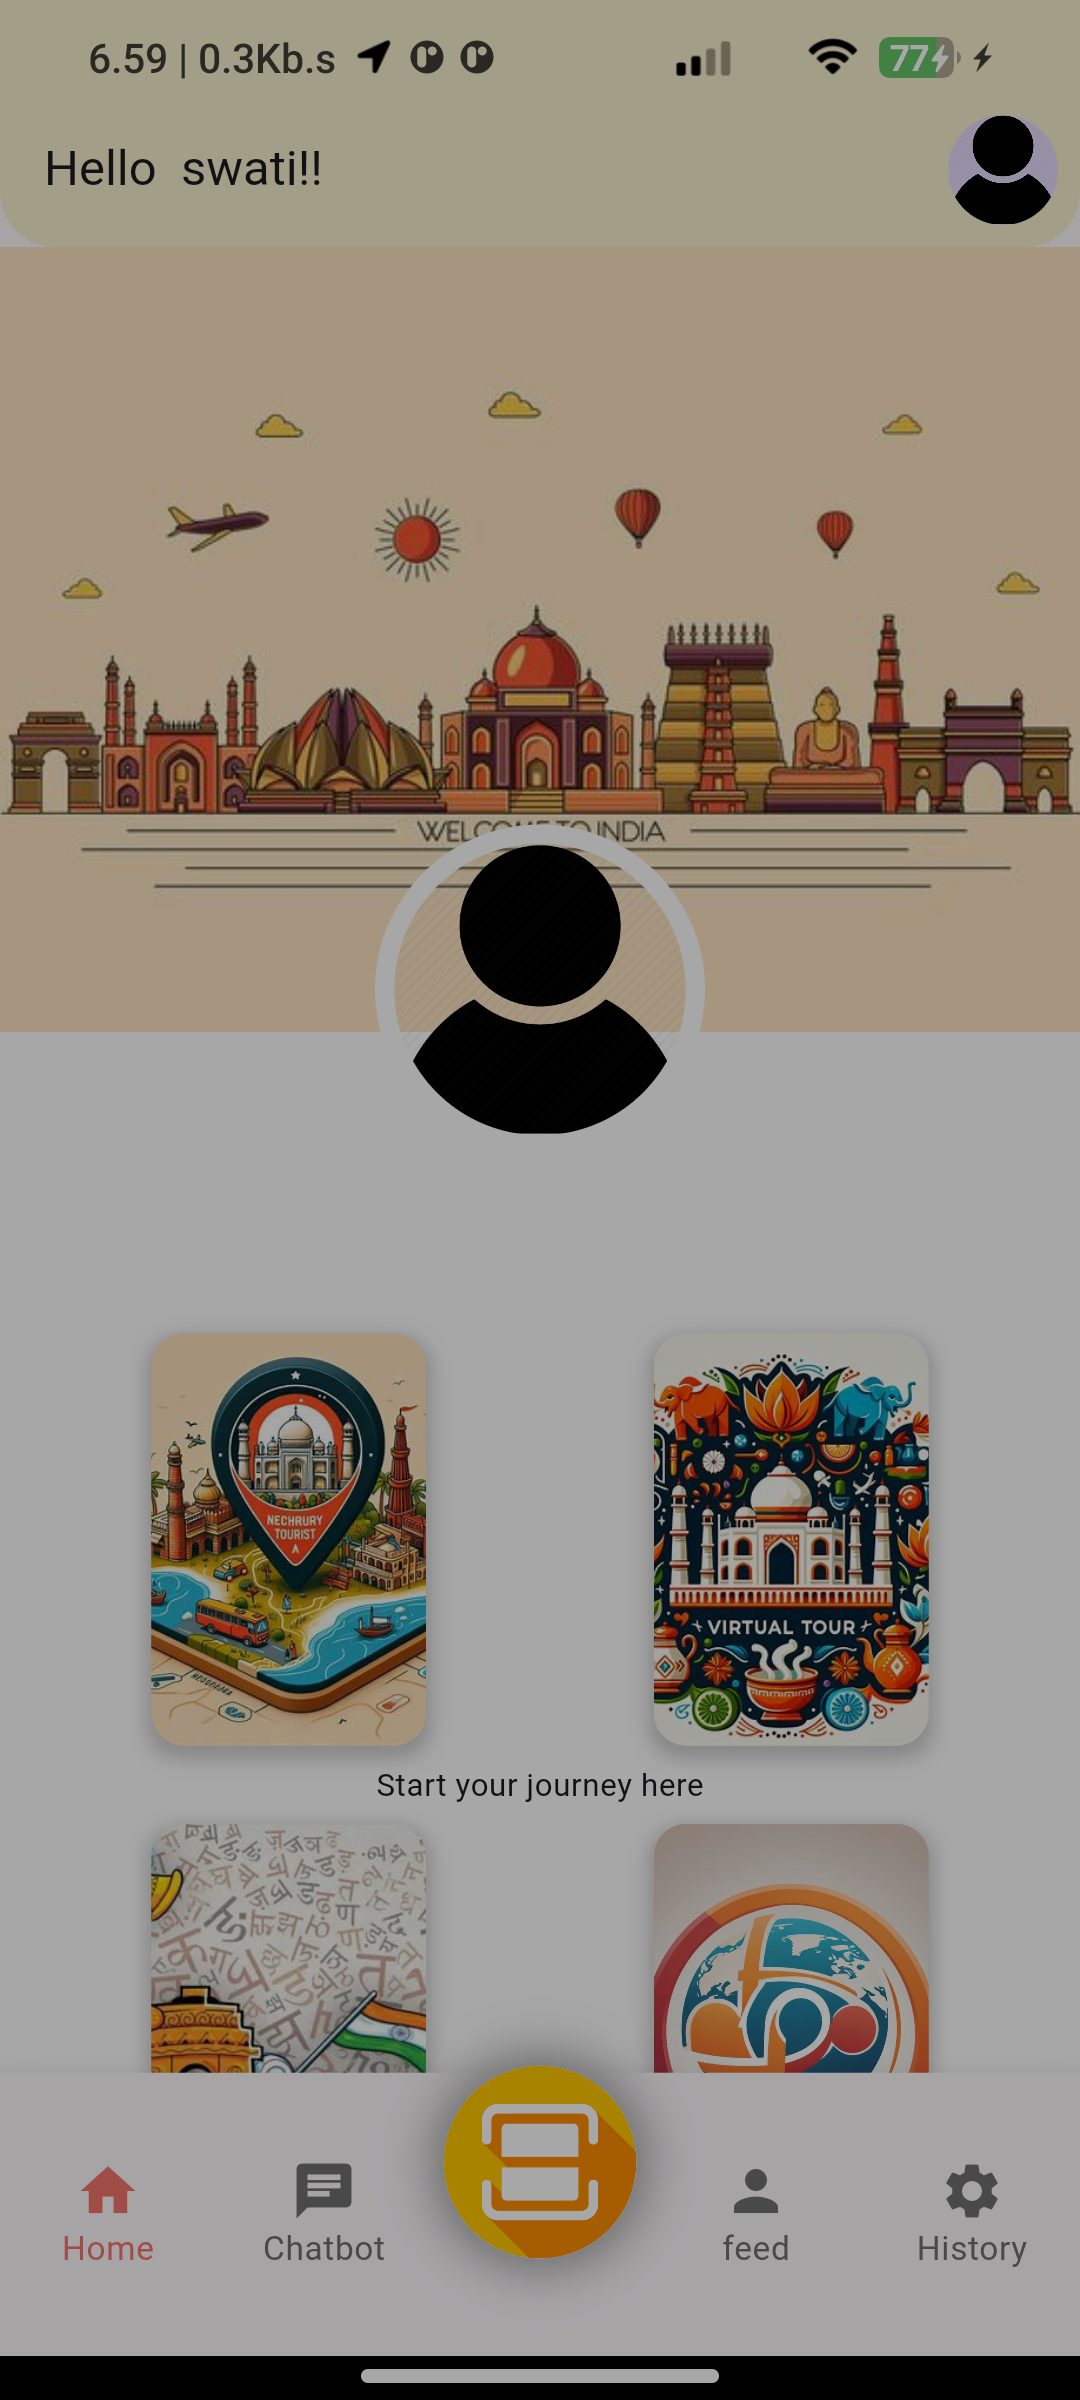 6.59 | 0.3Kb.s
77
Hello swati!!
WELCOME TO INDIA
NECHRURY
TOURIST
VIRTUAL TOUR
Start your journey here
Home
Chatbot
feed
History